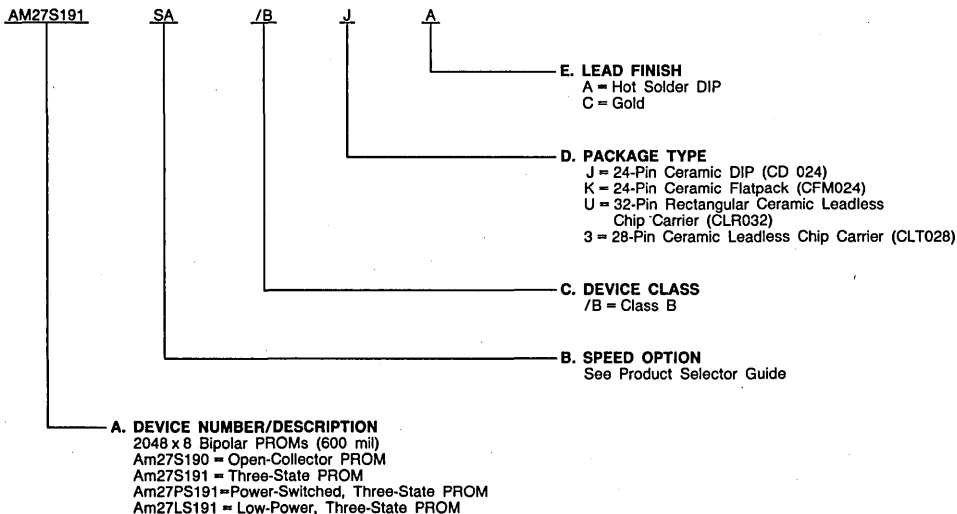 AM27S191 SA /B J A
E. LEAD FINISH
A = Hot Solder DIP
C = Gold
D. PACKAGE TYPE
J = 24-Pin Ceramic DIP (CD 024)
K = 24-Pin Ceramic Flatpack (CFM024)
U = 32-Pin Rectangular Ceramic Leadless
Chip Carrier (CLR032)
3 = 28-Pin Ceramic Leadless Chip Carrier (CLT028)
C. DEVICE CLASS
/B = Class B
B. SPEED OPTION
See Product Selector Guide
A. DEVICE NUMBER/DESCRIPTION
2048 x 8 Bipolar PROMs (600 mil)
Am27S190 = Open-Collector PROM
Am27S191 = Three-State PROM
Am27PS191=Power-Switched, Three-State PROM
Am27LS191 = Low-Power, Three-State PROM